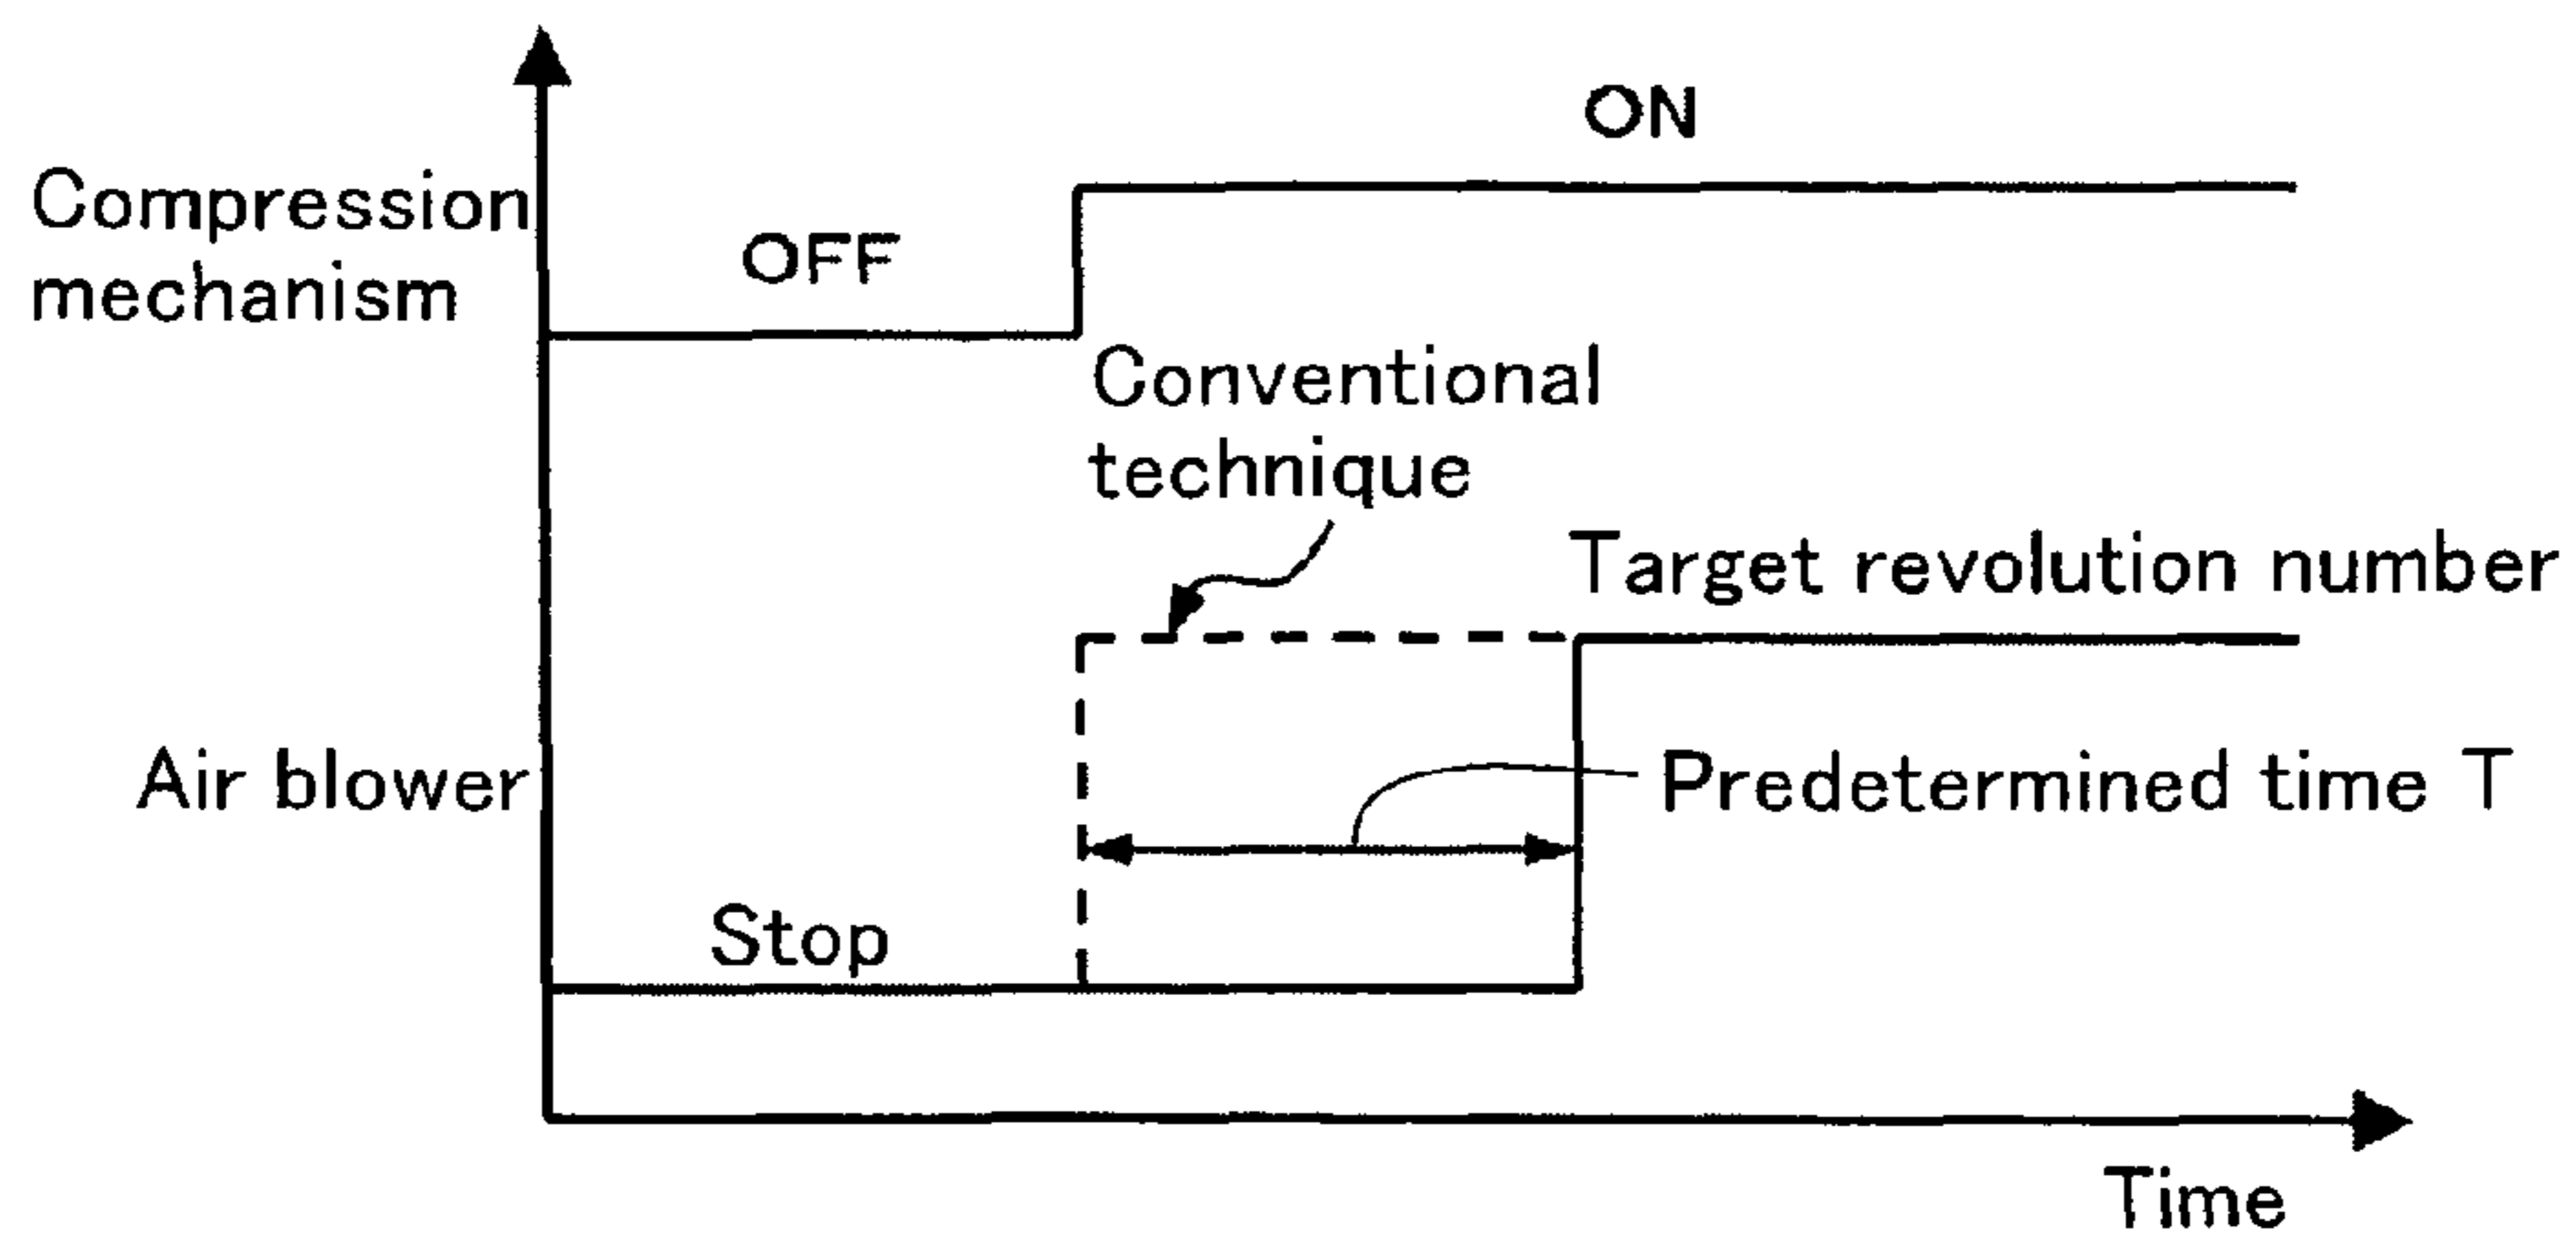 ON
Compression
mechanism
OFF
Conventional
technique
Target revolution number
Air blower
Predetermined time T
Stop
Time